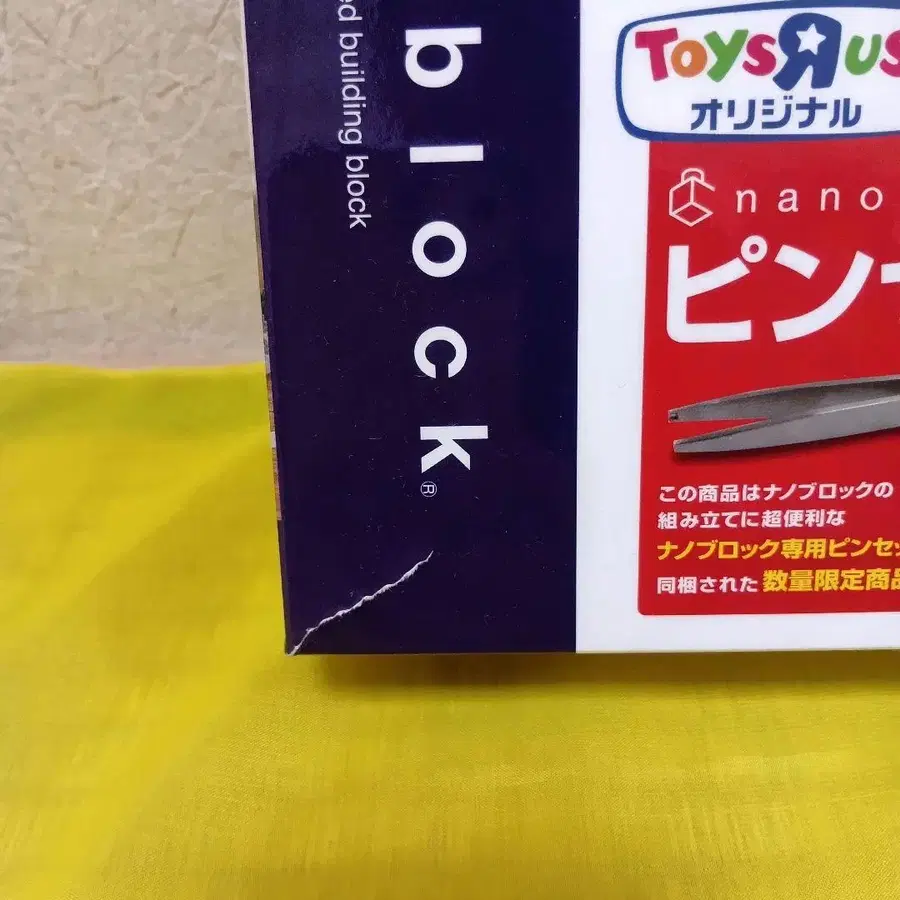 block®
ed building block
ToysЯus
オリジナル
nano
ピン
この商品はナノブロックの
組み立てに超便利な
ナノブロック専用ピンセッ
同梱された 数量限定商品